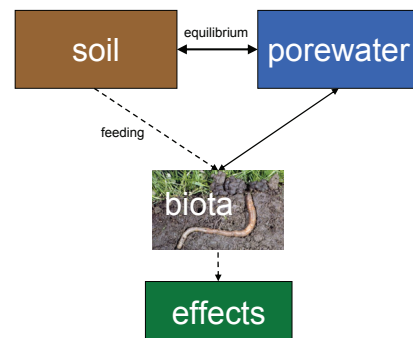 soil
equilibrium
porewater
feeding
biota
effects